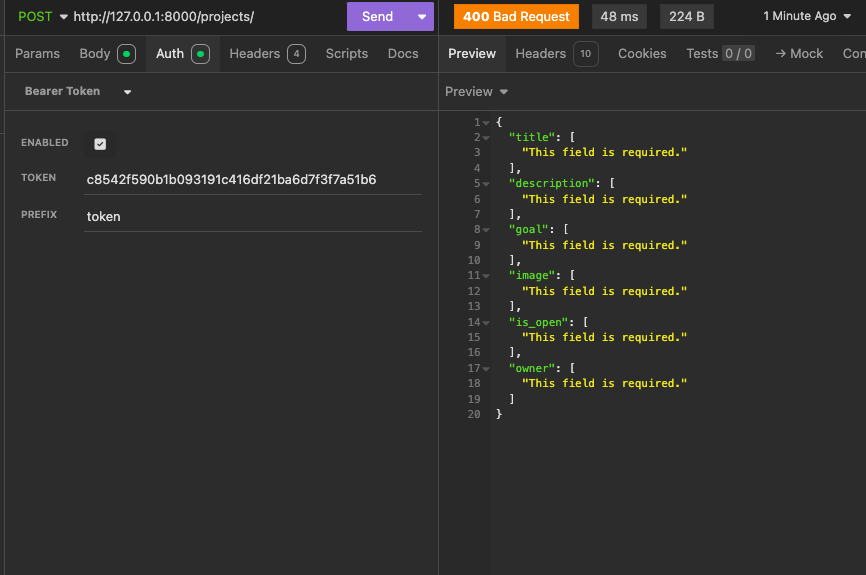 POST http://127.0.0.1:8000/projects/ Send
400 Bad Request 48 ms 224 B 1 Minute Ago
Params Body Auth Headers 4 Scripts Docs
Preview Headers 10 Cookies Tests 0 / 0 → Mock Con
Bearer Token
Preview
ENABLED
TOKEN c8542f590b1b093191c416df21ba6d7f3f7a51b6
PREFIX token
1 {
2 "title": [
3 "This field is required."
4 ],
5 "description": [
6 "This field is required."
7 ],
8 "goal": [
9 "This field is required."
10 ],
11 "image": [
12 "This field is required."
13 ],
14 "is_open": [
15 "This field is required."
16 ],
17 "owner": [
18 "This field is required."
19 ]
20 }